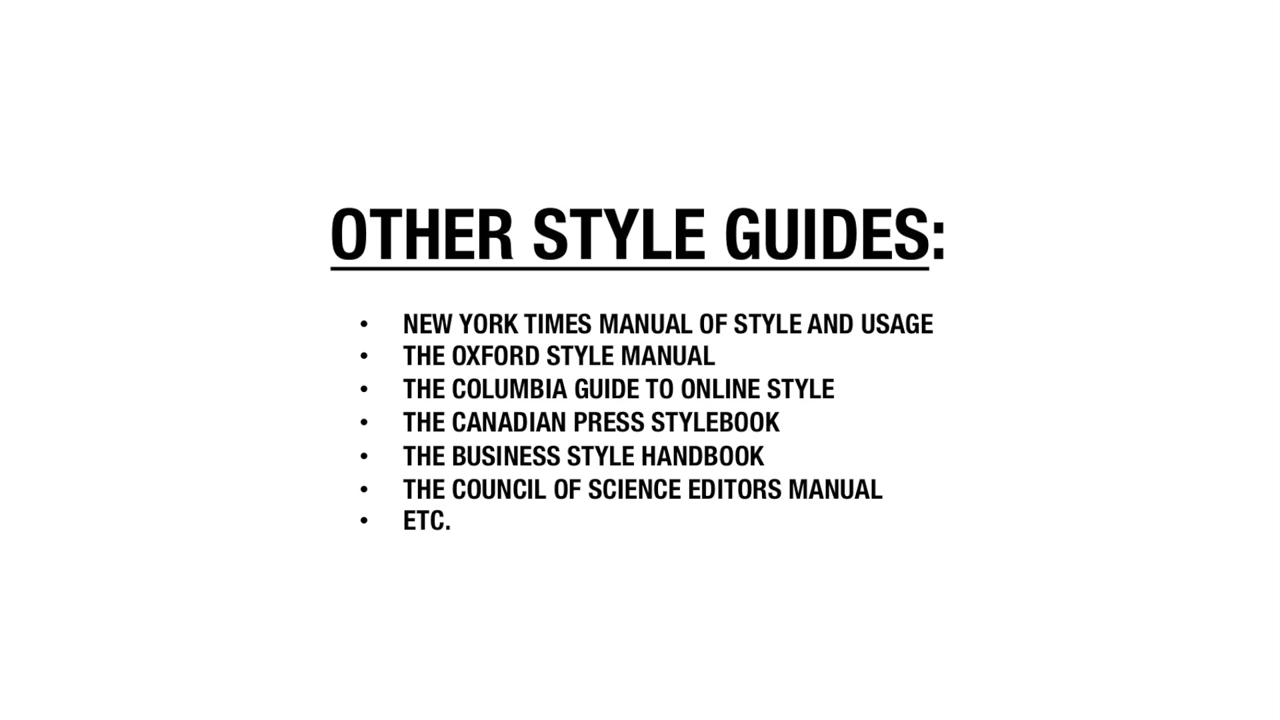 OTHER STYLE GUIDES:
• NEW YORK TIMES MANUAL OF STYLE AND USAGE
• THE OXFORD STYLE MANUAL
• THE COLUMBIA GUIDE TO ONLINE STYLE
• THE CANADIAN PRESS STYLEBOOK
• THE BUSINESS STYLE HANDBOOK
• THE COUNCIL OF SCIENCE EDITORS MANUAL
• ETC.